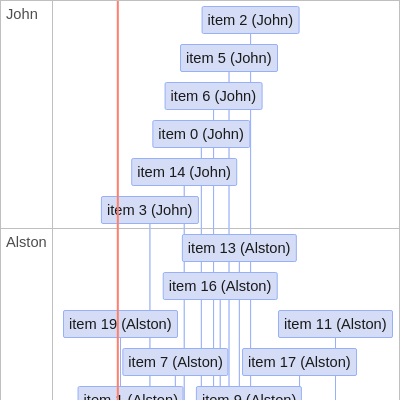 John
item 2 (John)
item 5 (John)
item 6 (John)
item 0 (John)
item 14 (John)
item 3 (John)
Alston
item 13 (Alston)
item 16 (Alston)
item 19 (Alston)
item 11 (Alston)
item 7 (Alston)
item 17 (Alston)
item 1 (Alston)
item 9 (Alston)